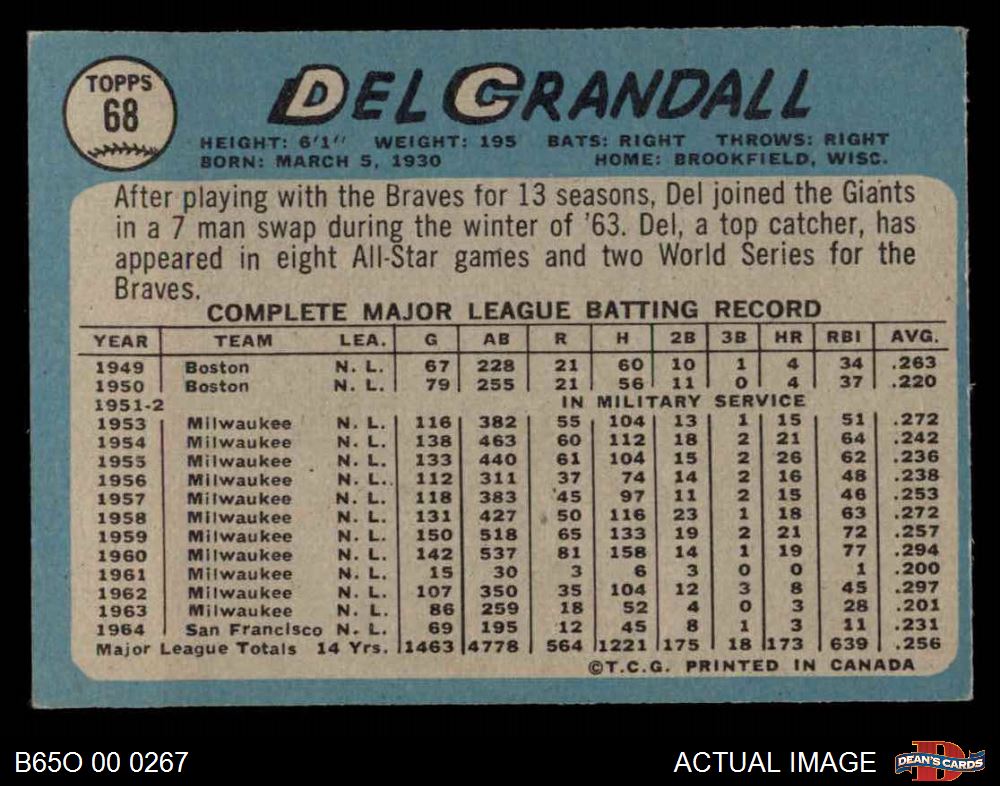 TOPPS
68
DEL CRANDALL
HEIGHT: 6'1" WEIGHT: 195 BATS: RIGHT THROWS: RIGHT
BORN: MARCH 5, 1930 HOME: BROOKFIELD, WISC.
After playing with the Braves for 13 seasons, Del joined the Giants
in a 7 man swap during the winter of '63. Del, a top catcher, has
appeared in eight All-Star games and two World Series for the
Braves.
COMPLETE MAJOR LEAGUE BATTING RECORD
YEAR TEAM LEA. G AB R H 2B 3B HR RBI AVG.
1949 Boston N. L. 67 228 21 60 10 1 4 34 .263
1950 Boston N. L. 79 255 21 56 11 0 4 37 .220
1951-2 IN MILITARY SERVICE
1953 Milwaukee N. L. 116 382 55 104 13 1 15 51 .272
1954 Milwaukee N. L. 138 463 60 112 18 2 21 64 .242
1955 Milwaukee N. L. 133 440 61 104 15 2 26 62 .236
1956 Milwaukee N. L. 112 311 37 74 14 2 16 48 .238
1957 Milwaukee N. L. 118 383 45 97 11 2 15 46 .253
1958 Milwaukee N. L. 131 427 50 116 23 1 18 63 .272
1959 Milwaukee N. L. 150 518 65 133 19 2 21 72 .257
1960 Milwaukee N. L. 142 537 81 158 14 1 19 77 .294
1961 Milwaukee N. L. 15 30 3 6 3 0 0 1 .200
1962 Milwaukee N. L. 107 350 35 104 12 3 8 45 .297
1963 Milwaukee N. L. 86 259 18 52 4 0 3 28 .201
1964 San Francisco N. L. 69 195 12 45 8 1 3 11 .231
Major League Totals 14 Yrs. 1463 4778 564 1221 175 18 173 639 .256
©T.C.G. PRINTED IN CANADA
B65O 00 0267 ACTUAL IMAGE DEAN'S CARDS